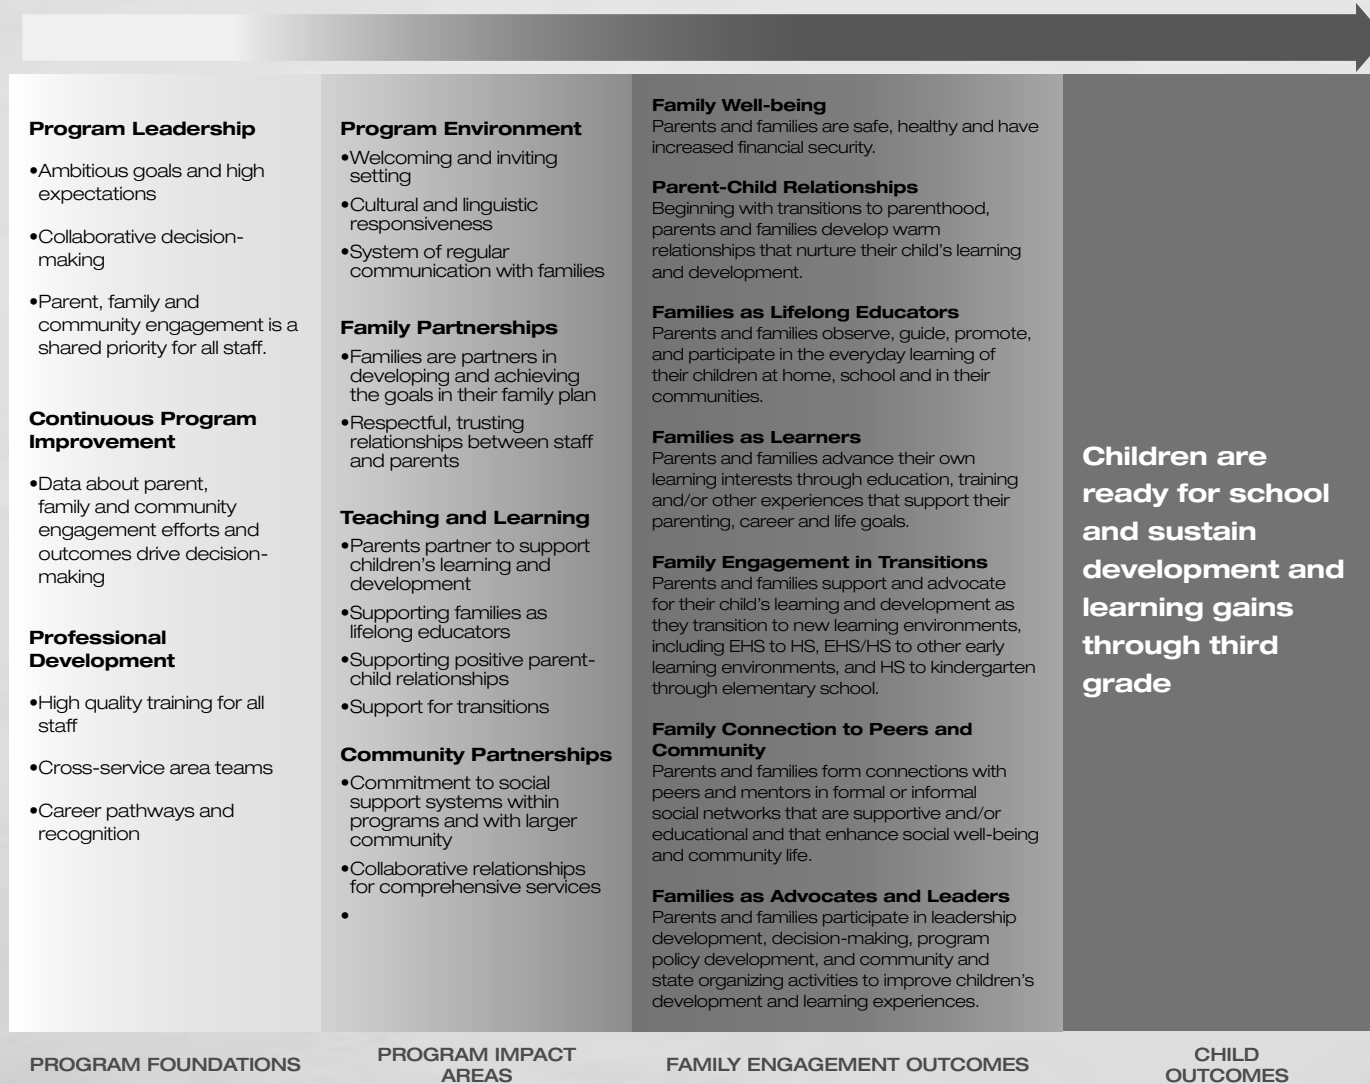 Program Leadership
•Ambitious goals and high
expectations
•Collaborative decision-
making
•Parent, family and
community engagement is a
shared priority for all staff.
Continuous Program
Improvement
•Data about parent,
family and community
engagement efforts and
outcomes drive decision-
making
Professional
Development
•High quality training for all
staff
•Cross-service area teams
•Career pathways and
recognition
PROGRAM FOUNDATIONS
Program Environment
•Welcoming and inviting
setting
•Cultural and linguistic
responsiveness
•System of regular
communication with families
Family Partnerships
•Families are partners in
developing and achieving
the goals in their family plan
•Respectful, trusting
relationships between staff
and parents
Teaching and Learning
•Parents partner to support
children's learning and
development
•Supporting families as
lifelong educators
•Supporting positive parent-
child relationships
•Support for transitions
Community Partnerships
•Commitment to social
support systems within
programs and with larger
community
•Collaborative relationships
for comprehensive services
•
PROGRAM IMPACT
AREAS
Family Well-being
Parents and families are safe, healthy and have
increased financial security.
Parent-Child Relationships
Beginning with transitions to parenthood,
parents and families develop warm
relationships that nurture their child's learning
and development.
Families as Lifelong Educators
Parents and families observe, guide, promote,
and participate in the everyday learning of
their children at home, school and in their
communities.
Families as Learners
Parents and families advance their own
learning interests through education, training
and/or other experiences that support their
parenting, career and life goals.
Family Engagement in Transitions
Parents and families support and advocate
for their child's learning and development as
they transition to new learning environments,
including EHS to HS, EHS/HS to other early
learning environments, and HS to kindergarten
through elementary school.
Family Connection to Peers and
Community
Parents and families form connections with
peers and mentors in formal or informal
social networks that are supportive and/or
educational and that enhance social well-being
and community life.
Families as Advocates and Leaders
Parents and families participate in leadership
development, decision-making, program
policy development, and community and
state organizing activities to improve children's
development and learning experiences.
FAMILY ENGAGEMENT OUTCOMES
Children are
ready for school
and sustain
development and
learning gains
through third
grade
CHILD
OUTCOMES